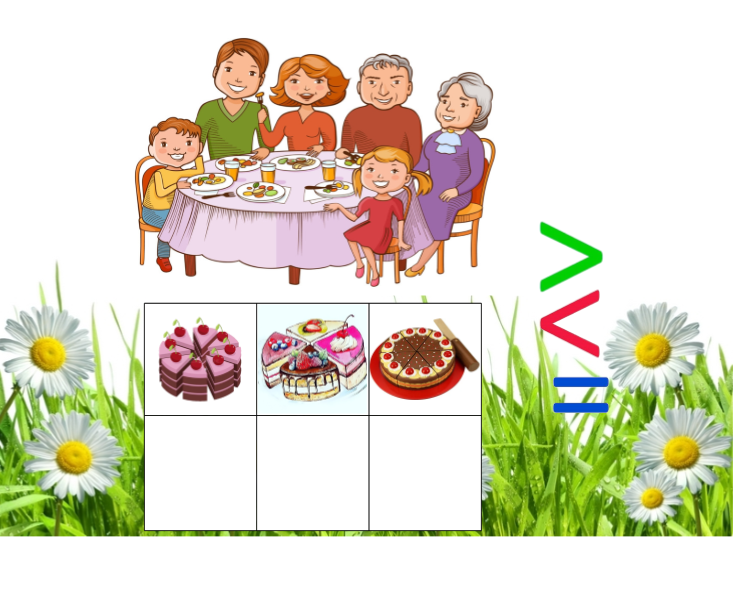 >
<
=